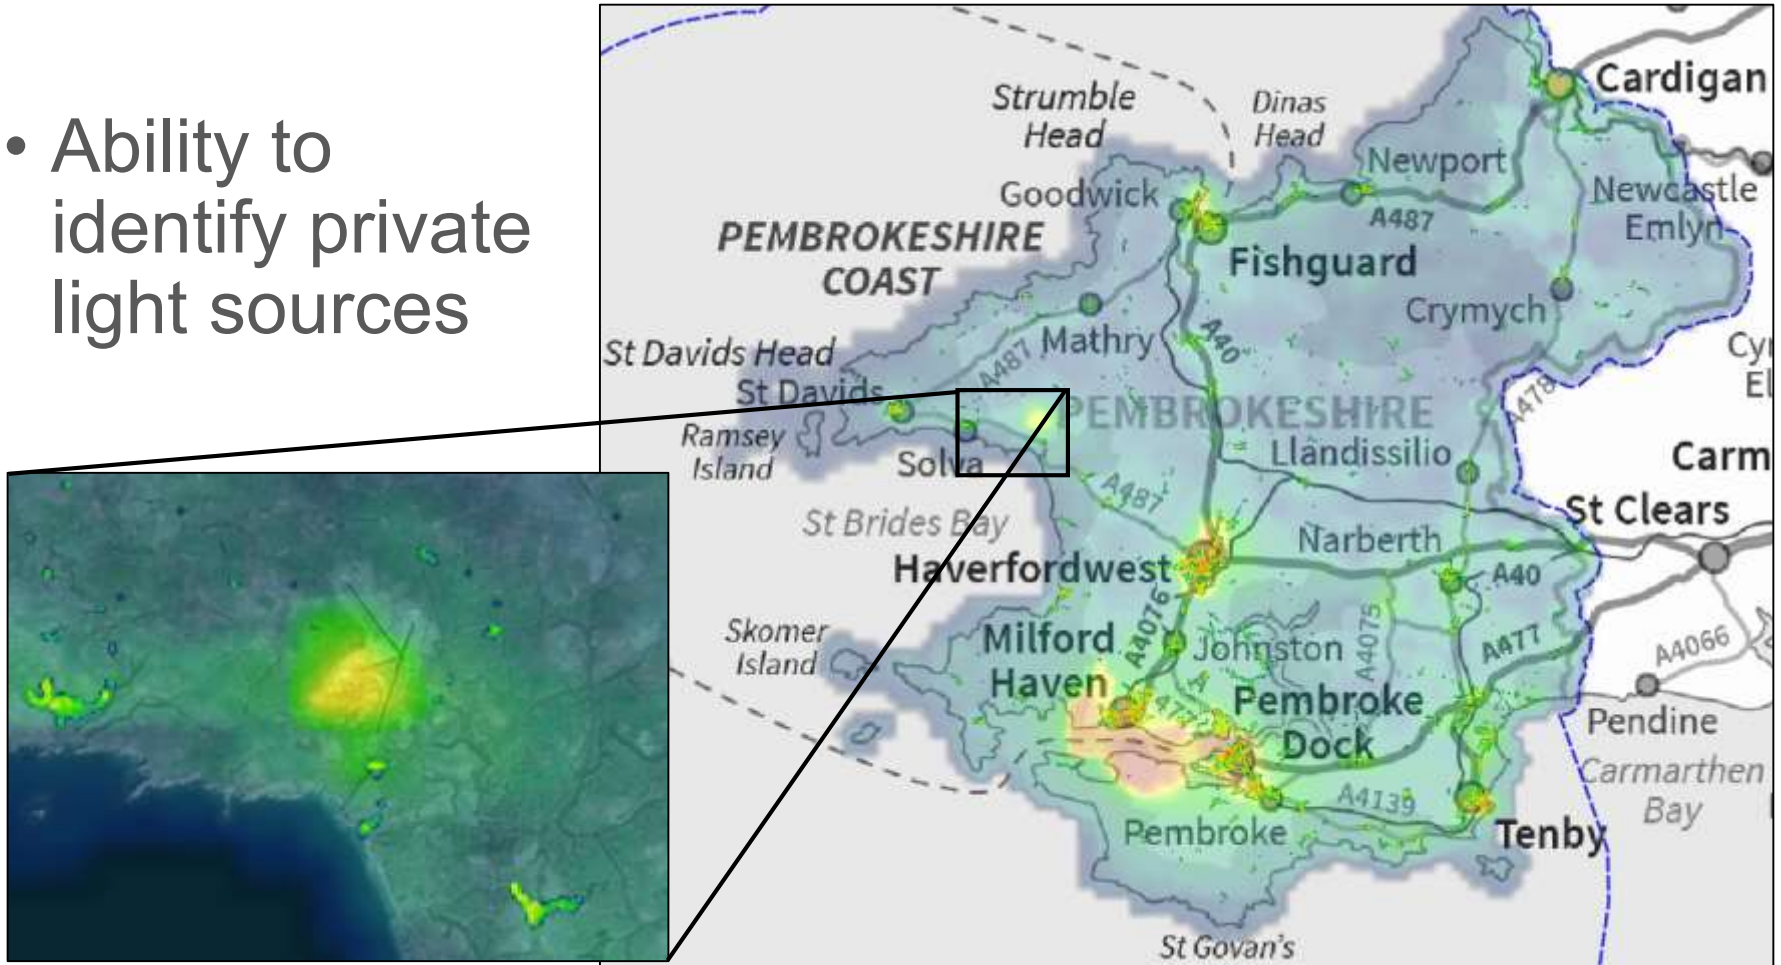 • Ability to
identify private
light sources
Cardigan
Strumble
Head
Dinas
Head
Newport
Goodwick
Newcastle
Emlyn
A487
PEMBROKESHIRE
COAST
Fishguard
Crymych
Mathry
A40
St Davids Head
A487
A478
St Davids
PEMBROKESHIRE
Ramsey
Island
Solva
Llandissilio
Carm
A487
St Brides Bay
St Clears
Narberth
Haverfordwest
A40
A4076
A4075
Skomer
Island
Milford
Haven
Johnston
A477
A4066
Pembroke
Dock
A477
Pendine
Carmarthen
Bay
A4139
Pembroke
Tenby
St Govan's